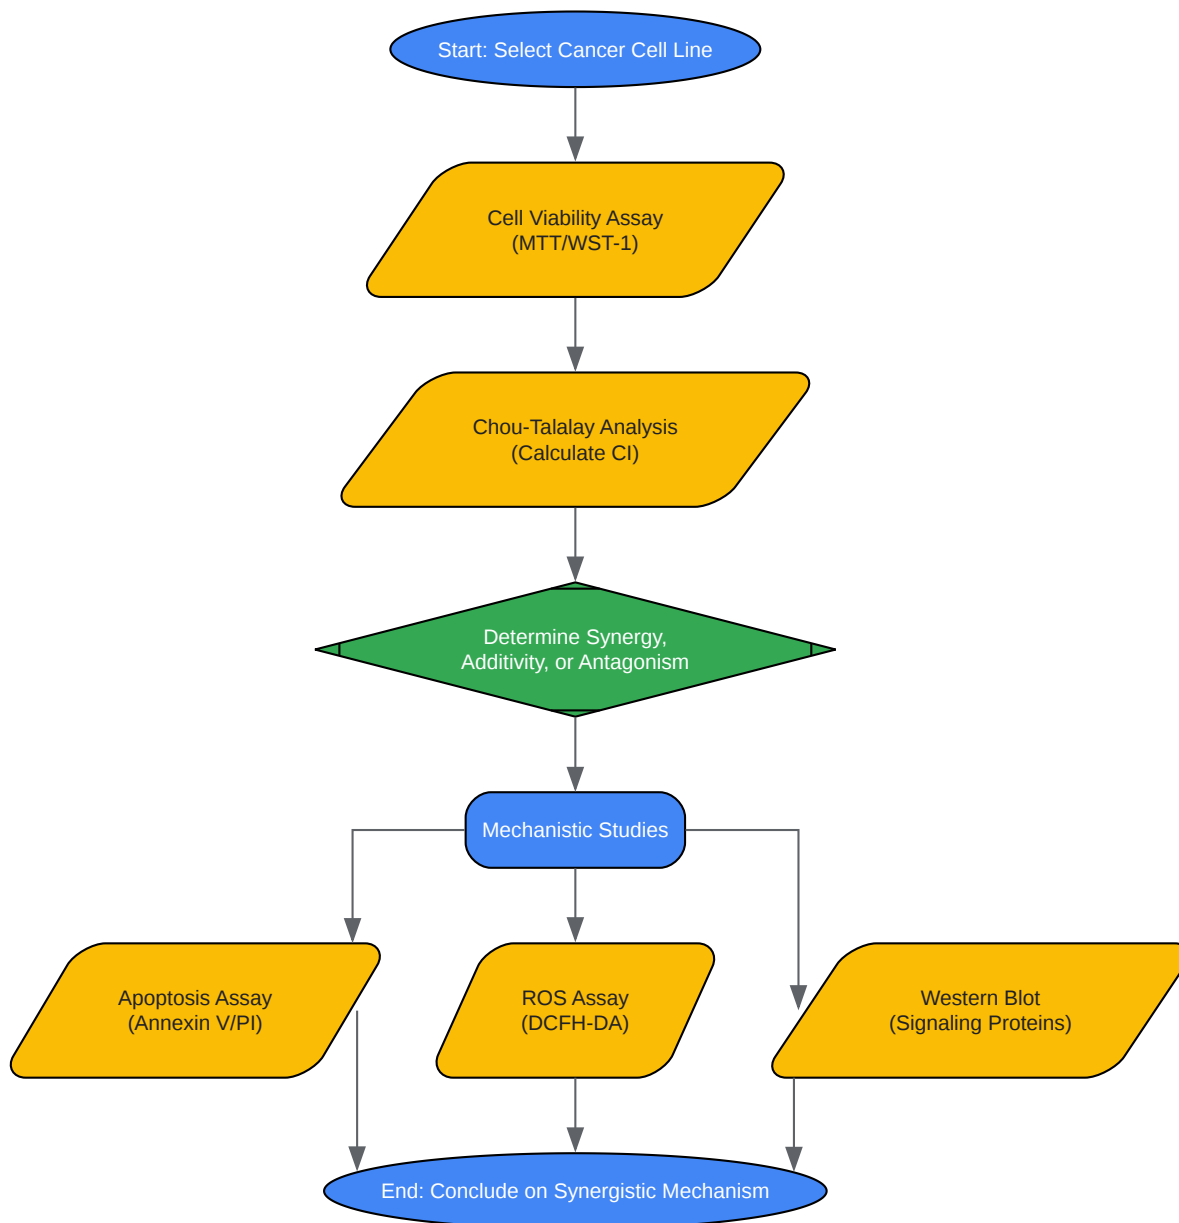 Start: Select Cancer Cell Line
Cell Viability Assay
(MTT/WST-1)
Chou-Talalay Analysis
(Calculate CI)
Determine Synergy,
Additivity, or Antagonism
Mechanistic Studies
Apoptosis Assay
(Annexin V/PI)
ROS Assay
(DCFH-DA)
Western Blot
(Signaling Proteins)
End: Conclude on Synergistic Mechanism